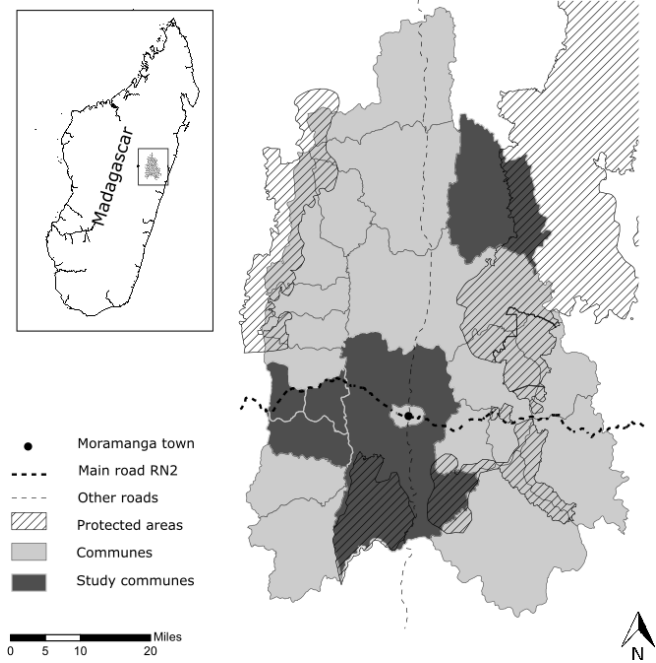 Madagascar
Moramanga town
Main road RN2
Other roads
Protected areas
Communes
Study communes
Miles
0 5 10 20
N